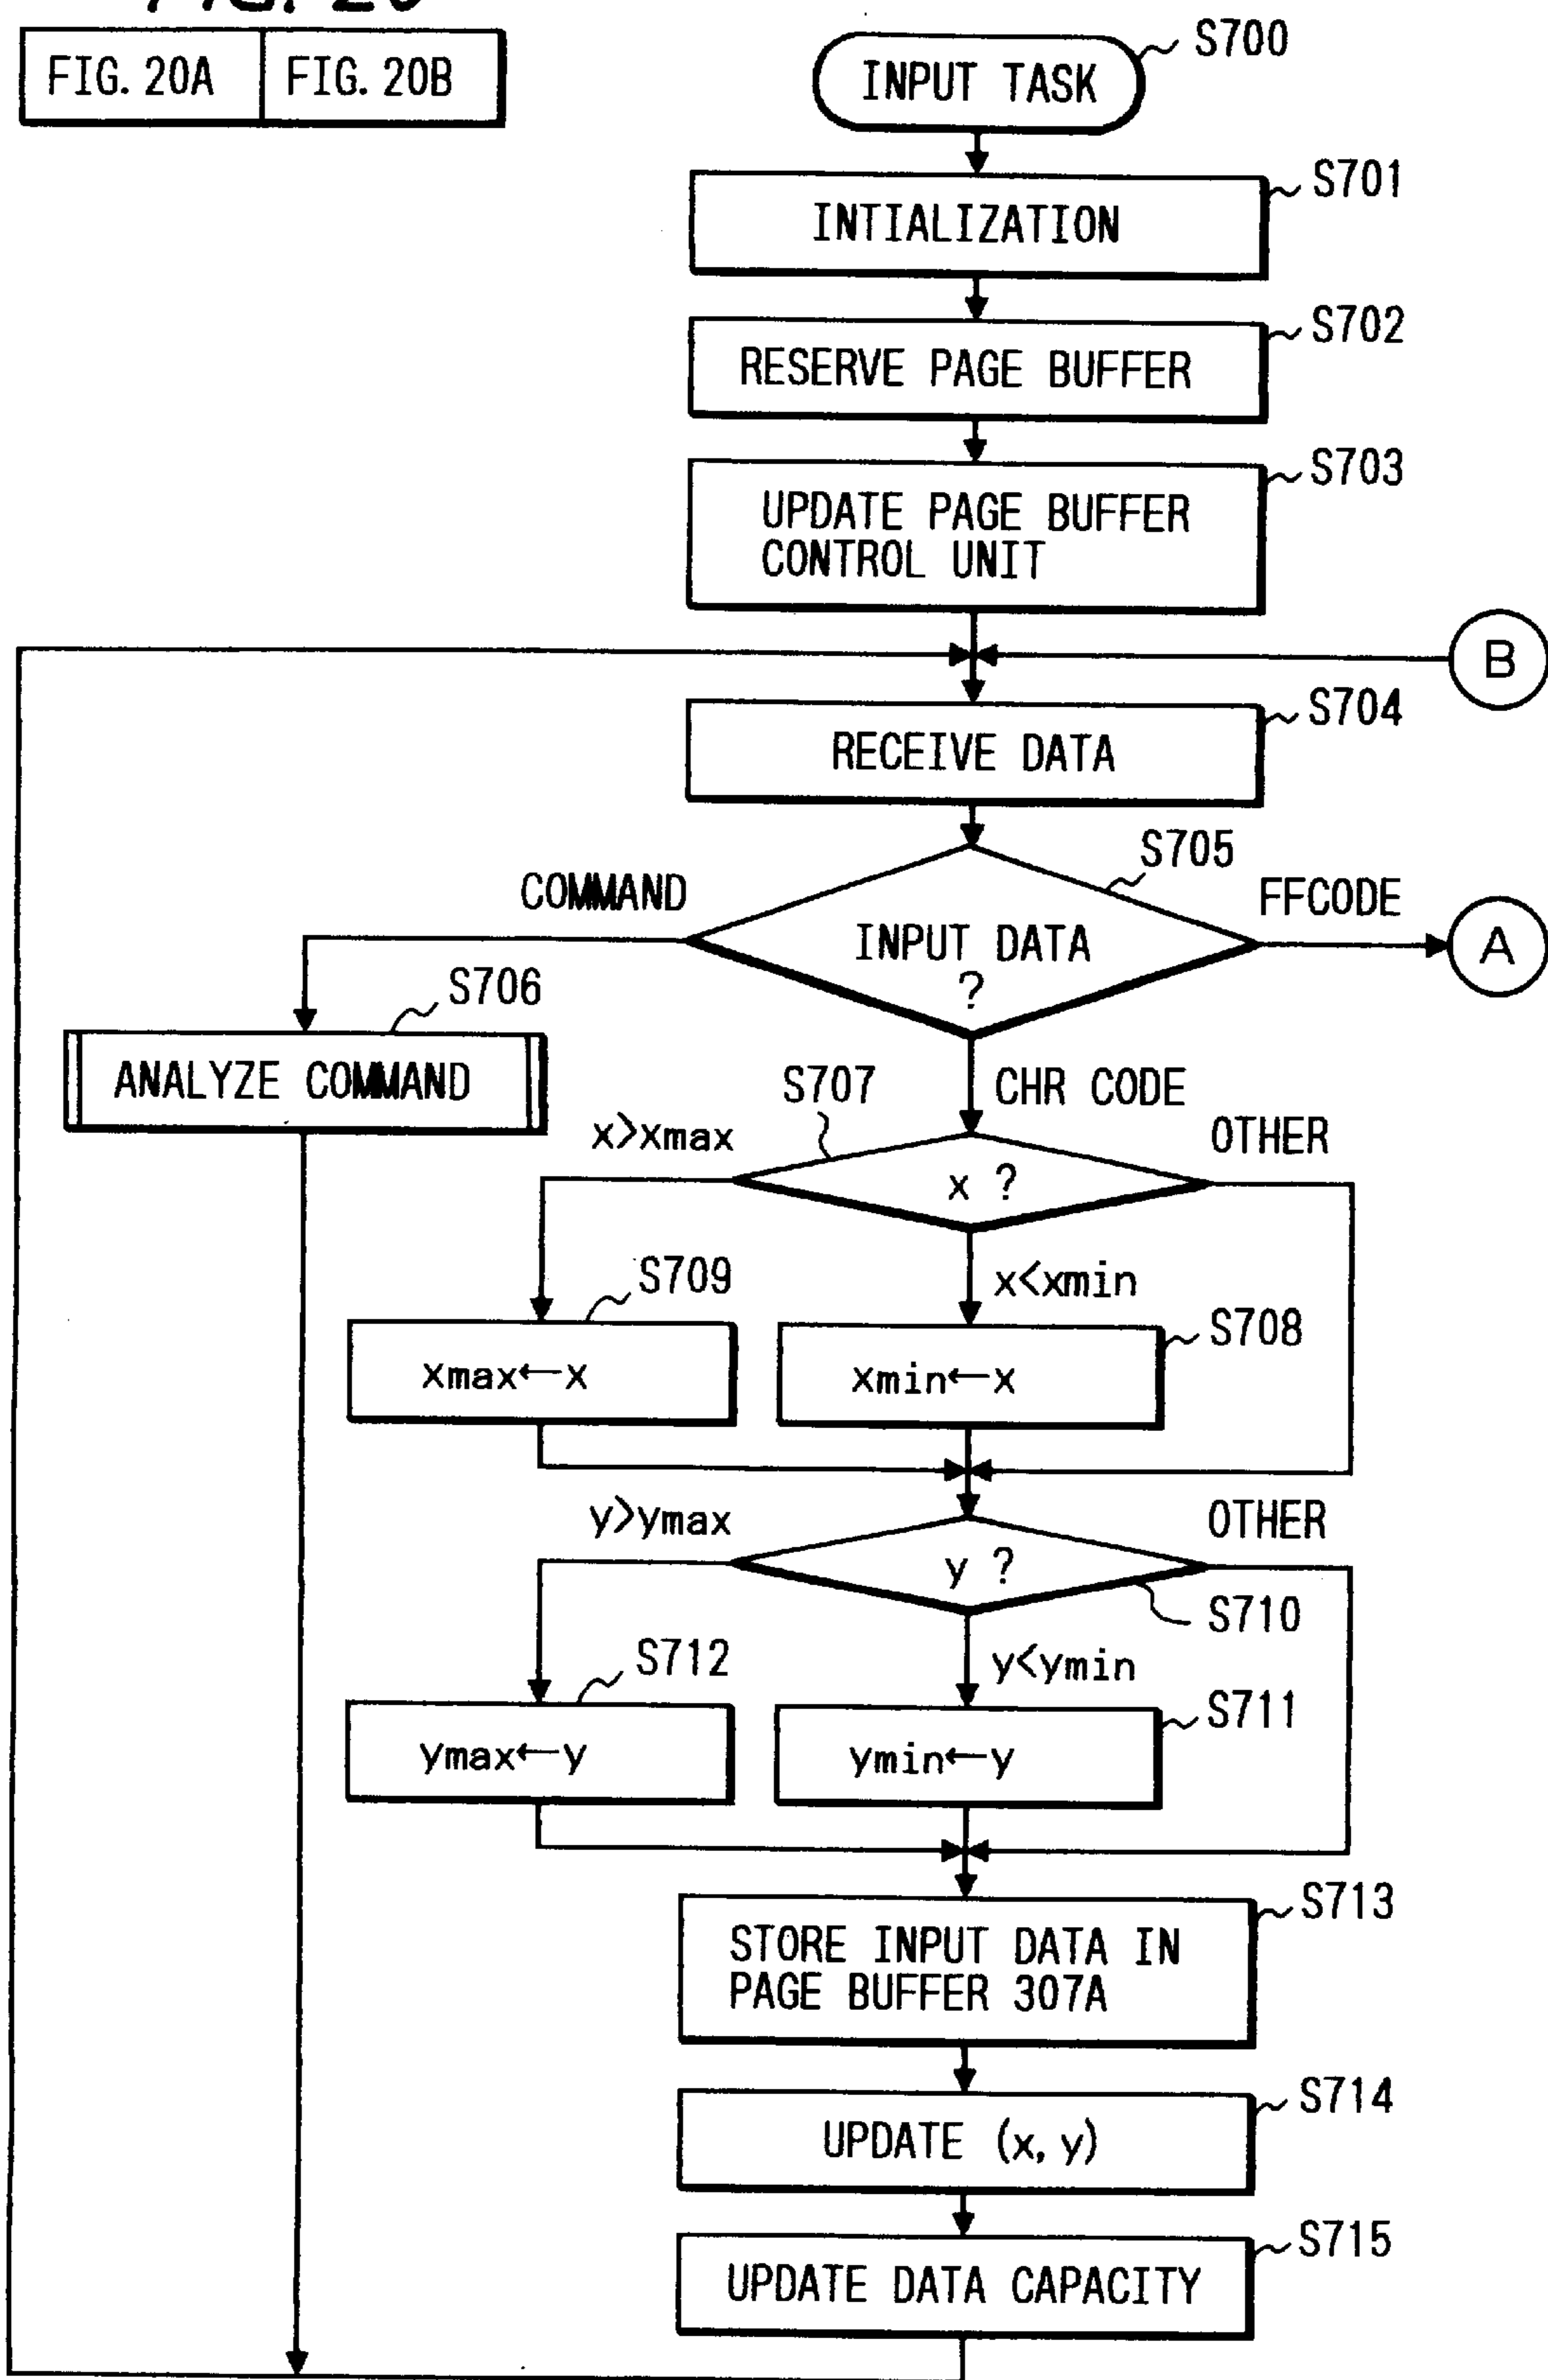 FIG. 20
FIG. 20A FIG. 20B
INPUT TASK
S700
INTIALIZATION
S701
RESERVE PAGE BUFFER
S702
UPDATE PAGE BUFFER
CONTROL UNIT
S703
B
RECEIVE DATA
S704
INPUT DATA
?
S705
COMMAND
FFCODE
A
S706
ANALYZE COMMAND
CHR CODE
S707
x>xmax
x ?
OTHER
S709
xmax←x
x<xmin
S708
xmin←x
y>ymax
y ?
OTHER
S710
S712
ymax←y
y<ymin
S711
ymin←y
STORE INPUT DATA IN
PAGE BUFFER 307A
S713
UPDATE (x, y)
S714
UPDATE DATA CAPACITY
S715